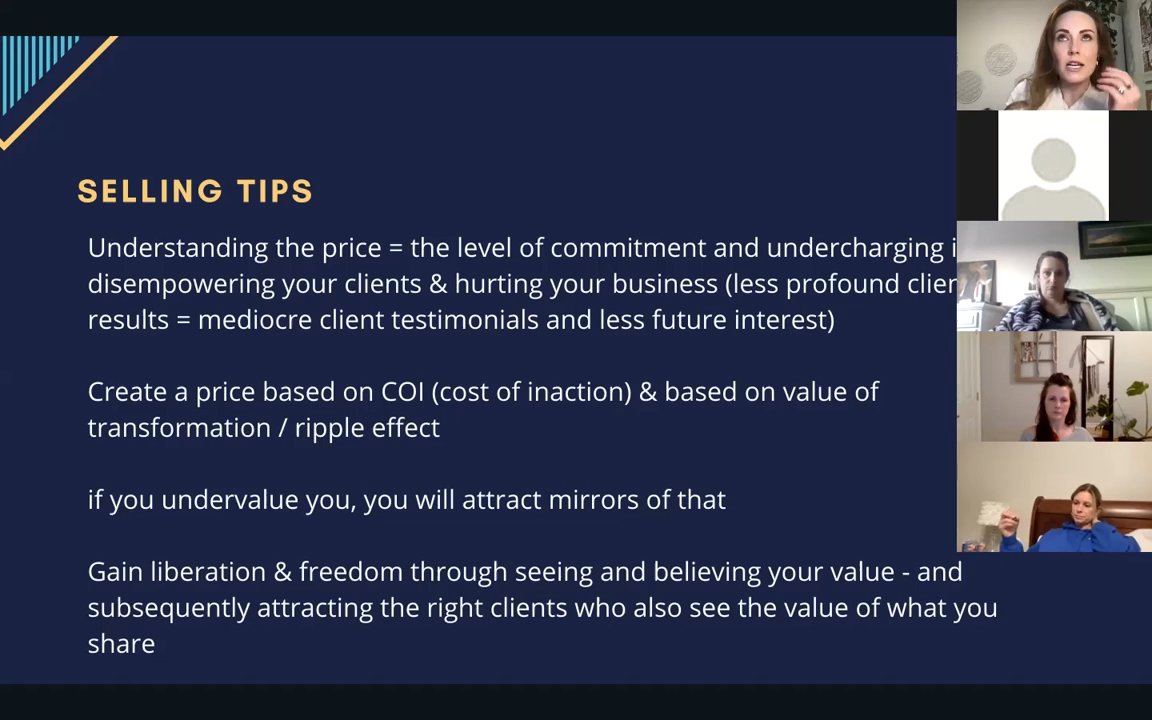 SELLING TIPS
Understanding the price = the level of commitment and undercharging
disempowering your clients & hurting your business (less profound
results = mediocre client testimonials and less future interest)
Create a price based on COI (cost of inaction) & based on value of
transformation / ripple effect
if you undervalue you, you will attract mirrors of that
Gain liberation & freedom through seeing and believing your value - and
subsequently attracting the right clients who also see the value of what you
share